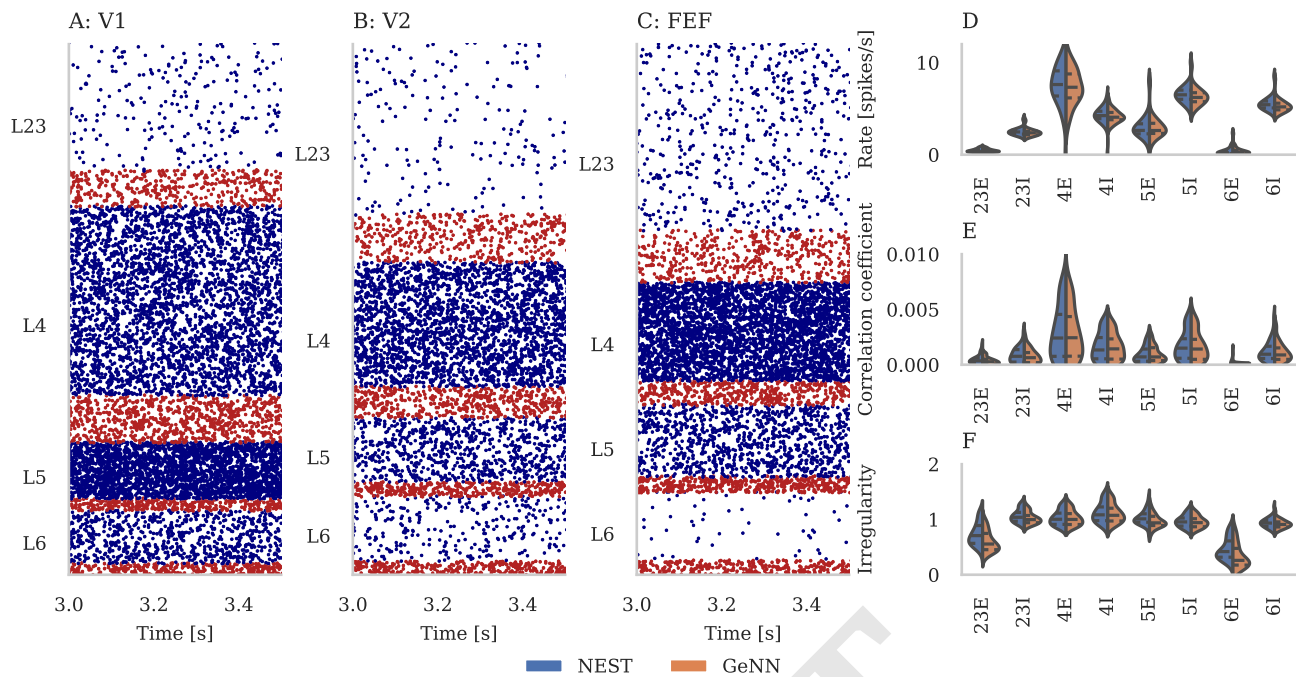 A: V1
B: V2
C: FEF
D
L23
L4
L5
L6
3.0
3.2
3.4
Time [s]
L23
L4
L5
L6
3.0
3.2
3.4
Time [s]
L23
L4
L5
L6
3.0
3.2
3.4
Time [s]
Rate [spikes/s]
10
0
23E
23I
4E
4I
5E
5I
6E
6I
E
Correlation coefficient
0.010
0.005
0.000
23E
23I
4E
4I
5E
5I
6E
6I
F
Irregularity
2
1
0
23E
23I
4E
4I
5E
5I
6E
6I
NEST
GeNN